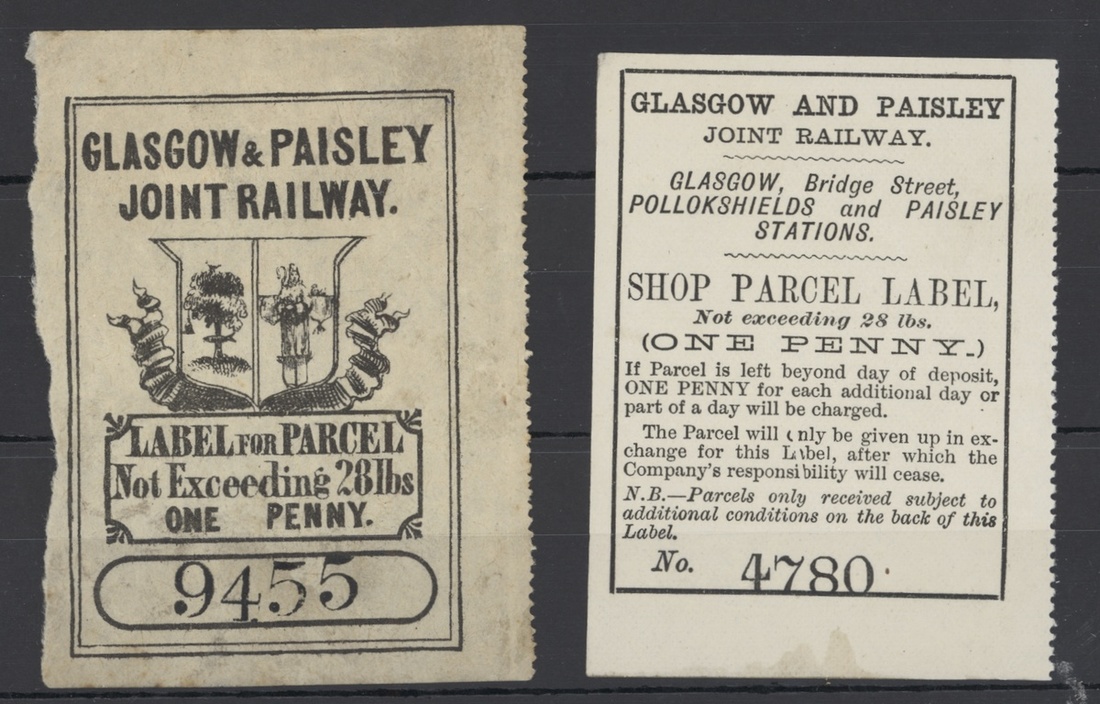 GLASGOW & PAISLEY
JOINT RAILWAY.
LABEL FOR PARCEL
Not Exceeding 28 lbs
ONE PENNY.
9455
GLASGOW AND PAISLEY
JOINT RAILWAY.
GLASGOW, Bridge Street,
POLLOKSHIELDS and PAISLEY
STATIONS.
SHOP PARCEL LABEL,
Not exceeding 28 lbs.
(ONE PENNY.)
If Parcel is left beyond day of deposit,
ONE PENNY for each additional day or
part of a day will be charged.
The Parcel will only be given up in ex-
change for this Label, after which the
Company's responsibility will cease.
N.B.—Parcels only received subject to
additional conditions on the back of this
Label.
No. 4780